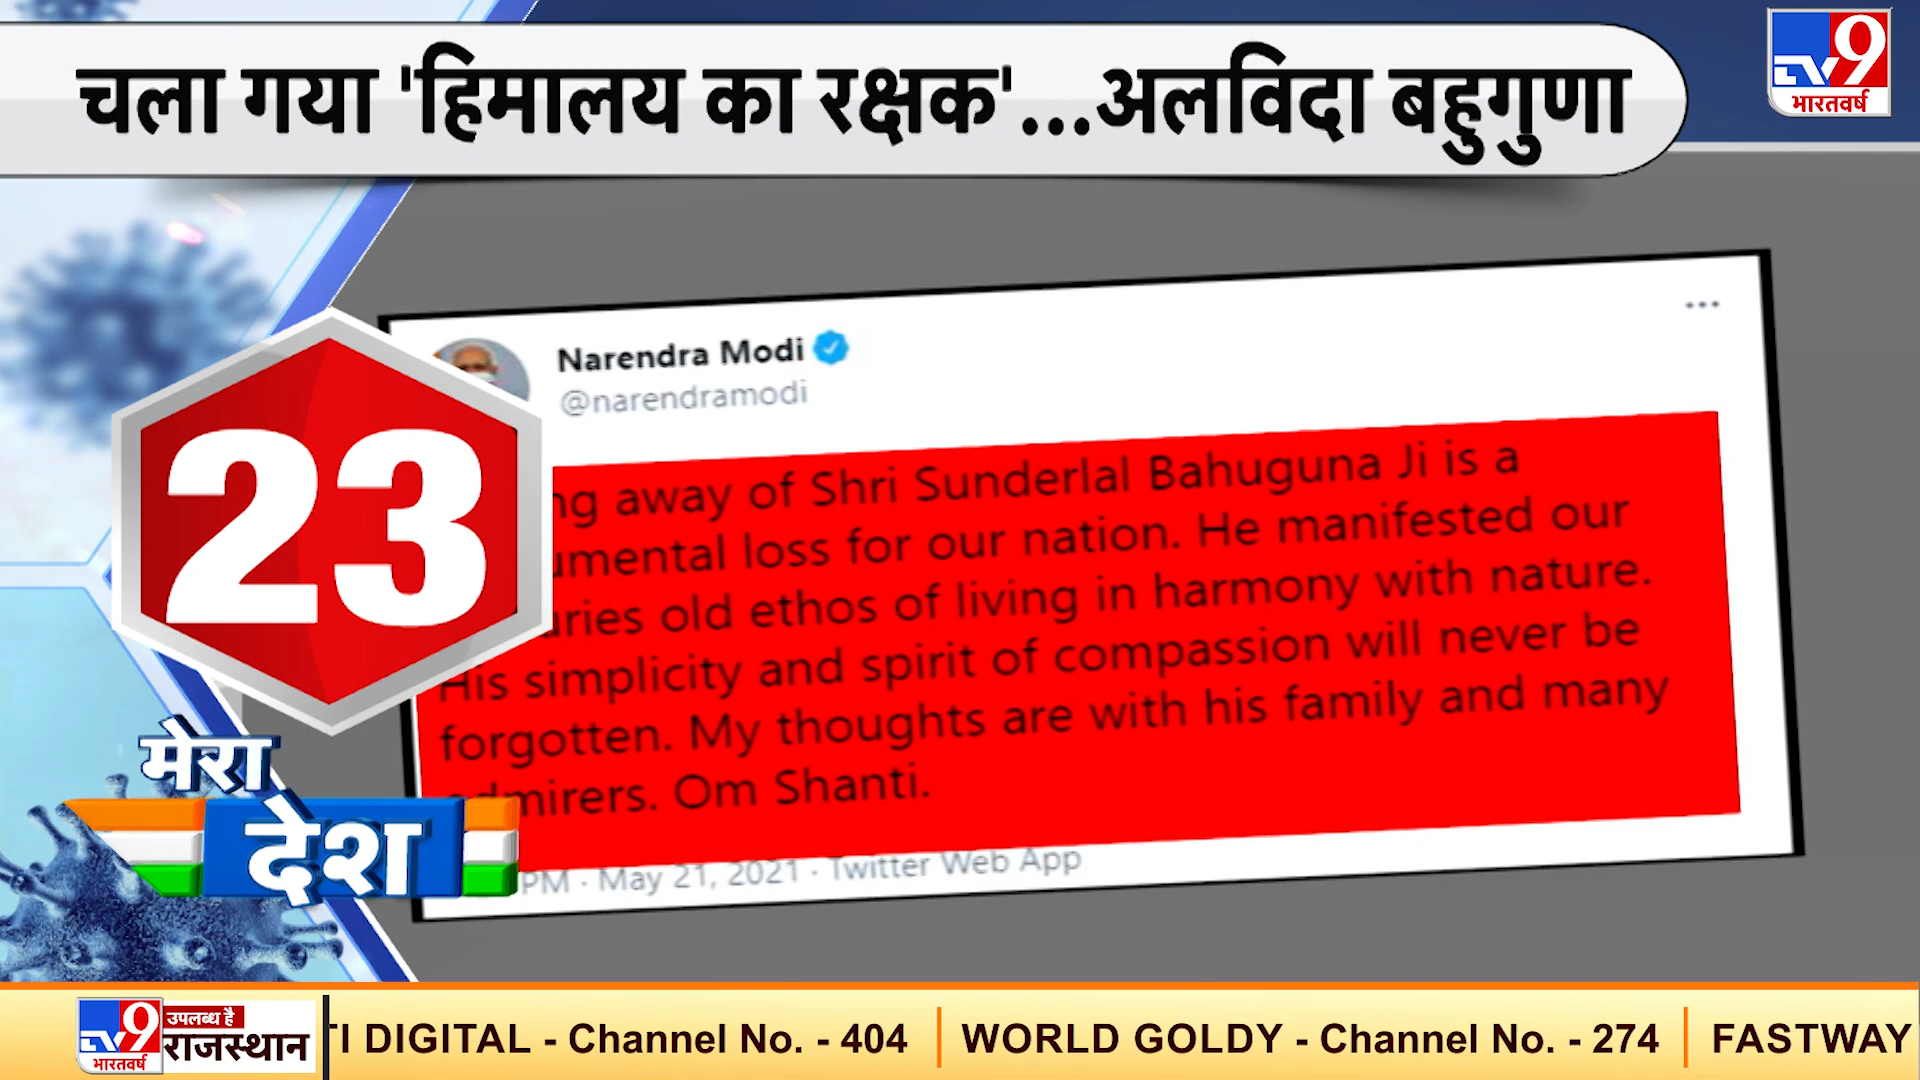 चला गया 'हिमालय का रक्षक'...अलविदा बहुगुणा
TV9
भारतवर्ष
Narendra Modi
@narendramodi
away of Shri Sunderlal Bahuguna Ji is a
loss for our nation. He manifested our
old ethos of living in harmony with nature.
His simplicity and spirit of compassion will never be
forgotten. My thoughts are with his family and many
admirers. Om Shanti.
PM · May 21, 2021 · Twitter Web App
23
मेरा
देश
TV9
भारतवर्ष
उपलब्ध है
राजस्थान
DIGITAL - Channel No. - 404 | WORLD GOLDY - Channel No. - 274 | FASTWAY